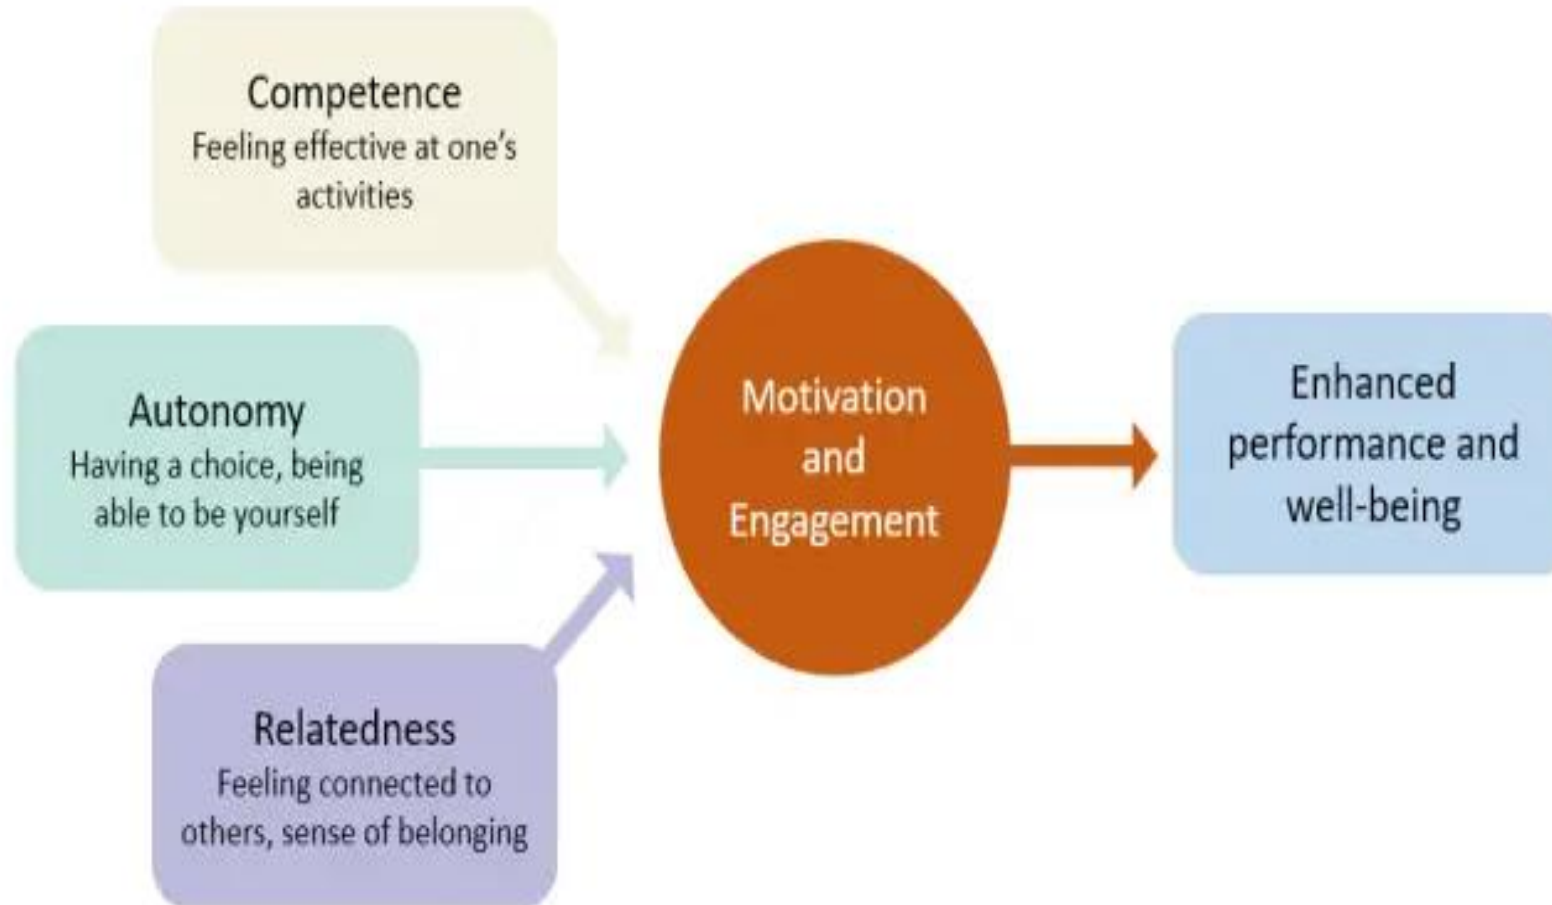 Competence
Feeling effective at one’s
activities
Autonomy
Having a choice, being
able to be yourself
Relatedness
Feeling connected to
others, sense of belonging
Motivation
and
Engagement
Enhanced
performance and
well-being